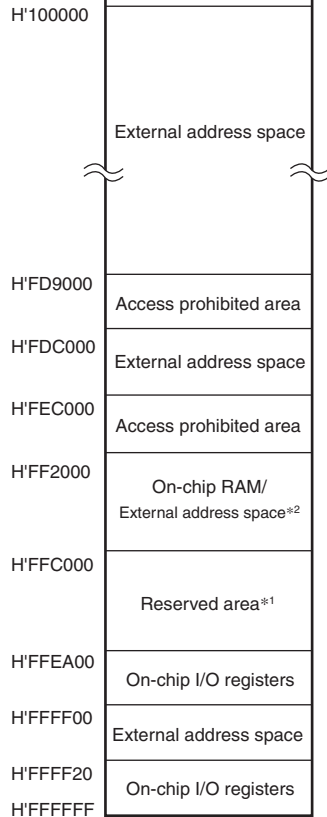 H'100000
External address space
H'FD9000
Access prohibited area
H'FDC000
External address space
H'FEC000
Access prohibited area
H'FF2000
On-chip RAM/
External address space*2
H'FFC000
Reserved area*1
H'FFEA00
On-chip I/O registers
H'FFFF00
External address space
H'FFFF20
On-chip I/O registers
H'FFFFFF